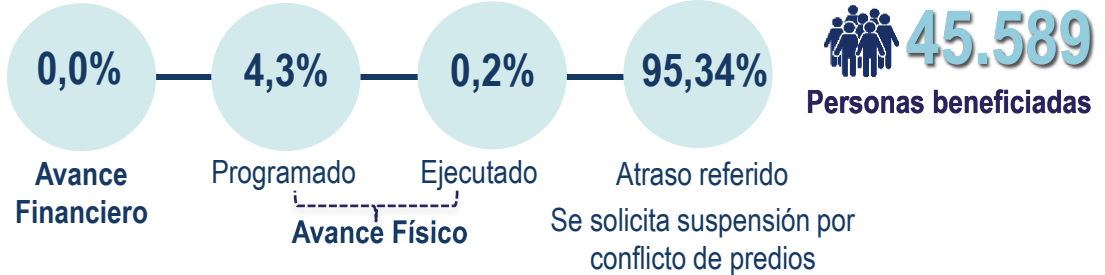 0,0%
4,3%
0,2%
95,34%
45.589
Personas beneficiadas
Avance
Financiero
Programado
Ejecutado
Avance Físico
Atraso referido
Se solicita suspensión por
conflicto de predios